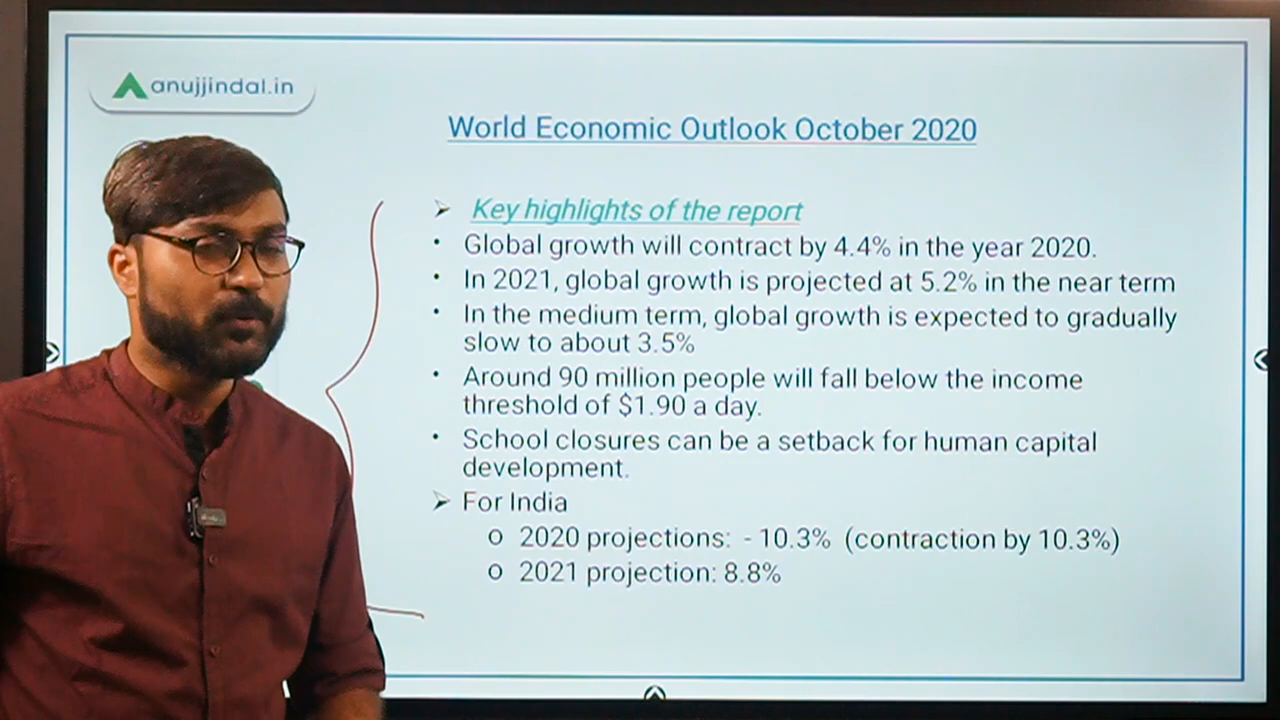 anujjindal.in
World Economic Outlook October 2020
➢ Key highlights of the report
• Global growth will contract by 4.4% in the year 2020.
• In 2021, global growth is projected at 5.2% in the near term
• In the medium term, global growth is expected to gradually
slow to about 3.5%
• Around 90 million people will fall below the income
threshold of $1.90 a day.
• School closures can be a setback for human capital
development.
➢ For India
o 2020 projections: - 10.3% (contraction by 10.3%)
o 2021 projection: 8.8%